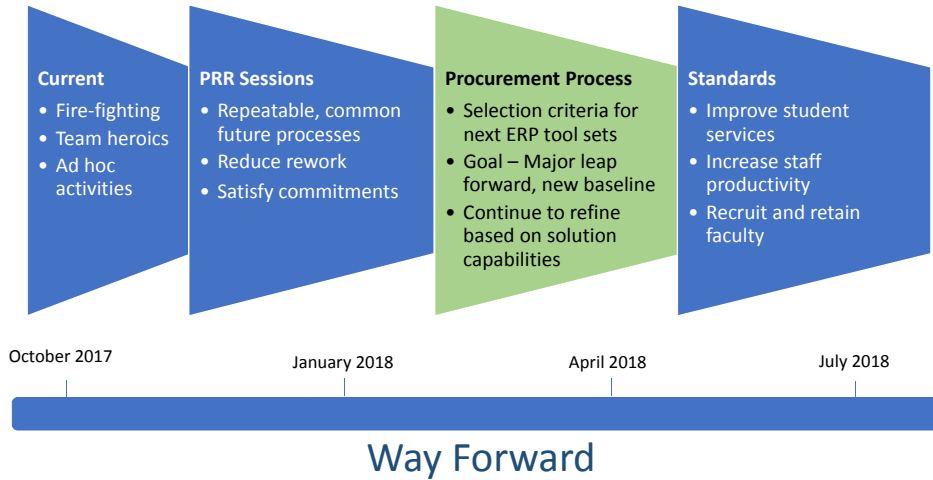 Current
• Fire-fighting
• Team heroics
• Ad hoc
activities
PRR Sessions
• Repeatable, common
future processes
• Reduce rework
• Satisfy commitments
Procurement Process
• Selection criteria for
next ERP tool sets
• Goal – Major leap
forward, new baseline
• Continue to refine
based on solution
capabilities
Standards
• Improve student
services
• Increase staff
productivity
• Recruit and retain
faculty
October 2017
January 2018
April 2018
July 2018
Way Forward